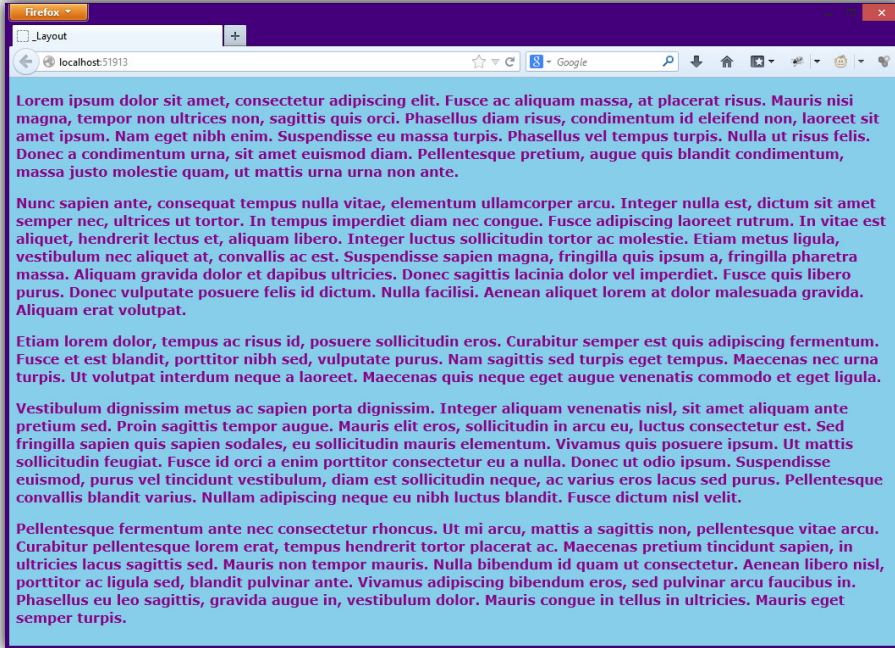 Firefox
_Layout
localhost:51913
Google
Lorem ipsum dolor sit amet, consectetur adipiscing elit. Fusce ac aliquam massa, at placerat risus. Mauris nisi
magna, tempor non ultrices non, sagittis quis orci. Phasellus diam risus, condimentum id eleifend non, laoreet sit
amet ipsum. Nam eget nibh enim. Suspendisse eu massa turpis. Phasellus vel tempus turpis. Nulla ut risus felis.
Donec a condimentum urna, sit amet euismod diam. Pellentesque pretium, augue quis blandit condimentum,
massa justo molestie quam, ut mattis urna urna non ante.
Nunc sapien ante, consequat tempus nulla vitae, elementum ullamcorper arcu. Integer nulla est, dictum sit amet
semper nec, ultrices ut tortor. In tempus imperdiet diam nec congue. Fusce adipiscing laoreet rutrum. In vitae est
aliquet, hendrerit lectus et, aliquam libero. Integer luctus sollicitudin tortor ac molestie. Etiam metus ligula,
vestibulum nec aliquet at, convallis ac est. Suspendisse sapien magna, fringilla quis ipsum a, fringilla pharetra
massa. Aliquam gravida dolor et dapibus ultricies. Donec sagittis lacinia dolor vel imperdiet. Fusce quis libero
purus. Donec vulputate posuere felis id dictum. Nulla facilisi. Aenean aliquet lorem at dolor malesuada gravida.
Aliquam erat volutpat.
Etiam lorem dolor, tempus ac risus id, posuere sollicitudin eros. Curabitur semper est quis adipiscing fermentum.
Fusce et est blandit, porttitor nibh sed, vulputate purus. Nam sagittis sed turpis eget tempus. Maecenas nec urna
turpis. Ut volutpat interdum neque a laoreet. Maecenas quis neque eget augue venenatis commodo et eget ligula.
Vestibulum dignissim metus ac sapien porta dignissim. Integer aliquam venenatis nisl, sit amet aliquam ante
pretium sed. Proin sagittis tempor augue. Mauris elit eros, sollicitudin in arcu eu, luctus consectetur est. Sed
fringilla sapien quis sapien sodales, eu sollicitudin mauris elementum. Vivamus quis posuere ipsum. Ut mattis
sollicitudin feugiat. Fusce id orci a enim porttitor consectetur eu a nulla. Donec ut odio ipsum. Suspendisse
euismod, purus vel tincidunt vestibulum, diam est sollicitudin neque, ac varius eros lacus sed purus. Pellentesque
convallis blandit varius. Nullam adipiscing neque eu nibh luctus blandit. Fusce dictum nisl velit.
Pellentesque fermentum ante nec consectetur rhoncus. Ut mi arcu, mattis a sagittis non, pellentesque vitae arcu.
Curabitur pellentesque lorem erat, tempus hendrerit tortor placerat ac. Maecenas pretium tincidunt sapien, in
ultricies lacus sagittis sed. Mauris non tempor mauris. Nulla bibendum id quam ut consectetur. Aenean libero nisl,
porttitor ac ligula sed, blandit pulvinar ante. Vivamus adipiscing bibendum eros, sed pulvinar arcu faucibus in.
Phasellus eu leo sagittis, gravida augue in, vestibulum dolor. Mauris congue in tellus in ultricies. Mauris eget
semper turpis.